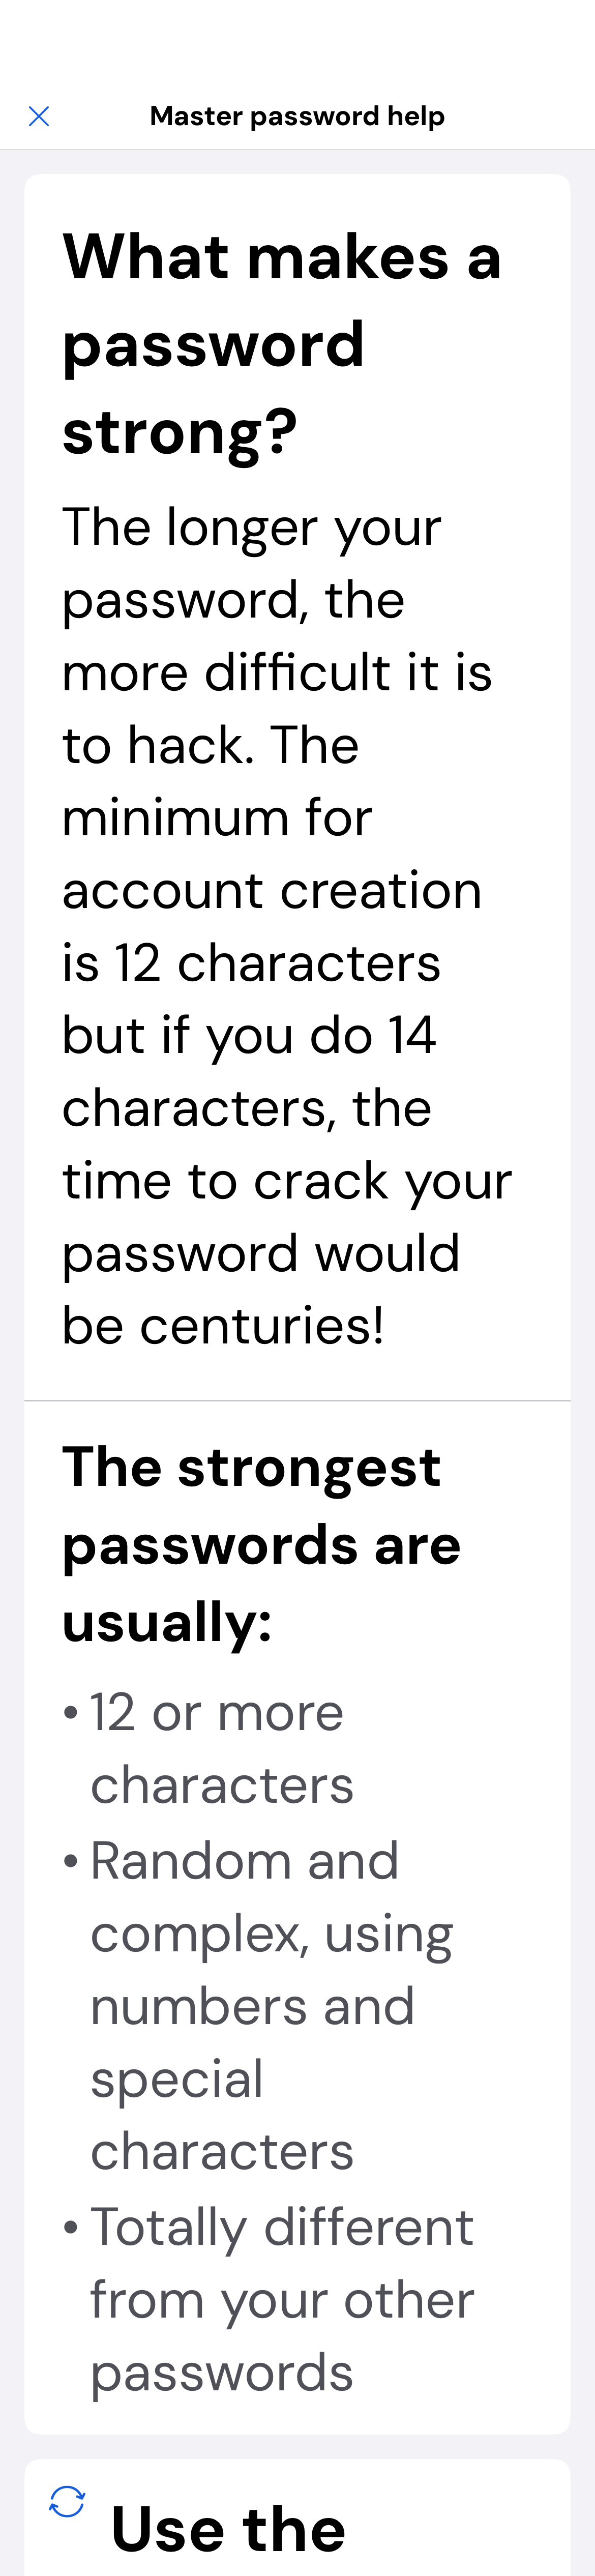 Master password help
What makes a
password
strong?
The longer your
password, the
more difficult it is
to hack. The
minimum for
account creation
is 12 characters
but if you do 14
characters, the
time to crack your
password would
be centuries!
The strongest
passwords are
usually:
• 12 or more
characters
• Random and
complex, using
numbers and
special
characters
• Totally different
from your other
passwords
Use the